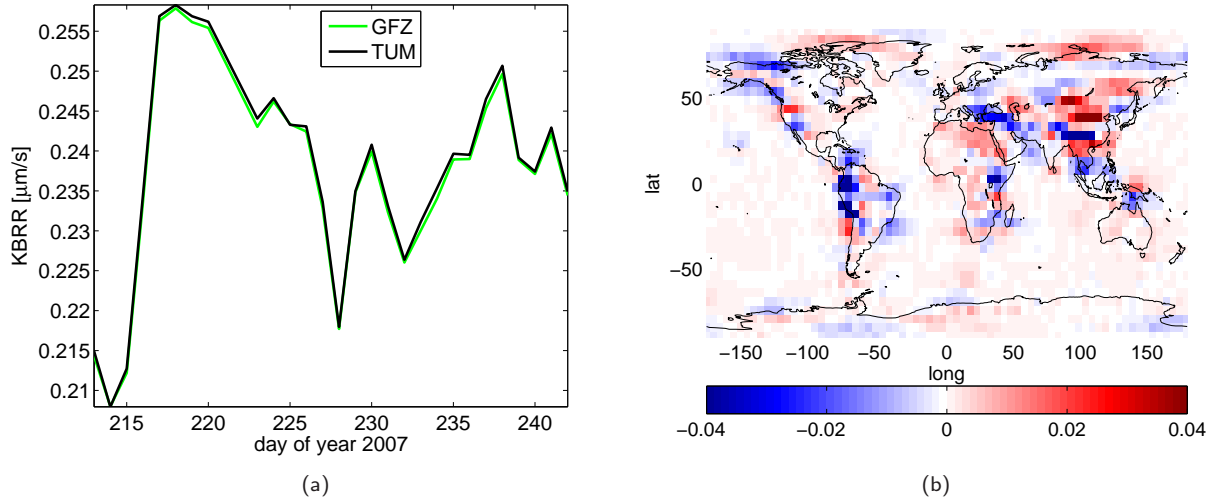 GFZ
TUM
KBRR [μm/s]
0.255
0.25
0.245
0.24
0.235
0.23
0.225
0.22
0.215
0.21
215 220 225 230 235 240
day of year 2007
(a)
lat
50
0
−50
−150 −100 −50 0 50 100 150
long
−0.04 −0.02 0 0.02 0.04
(b)